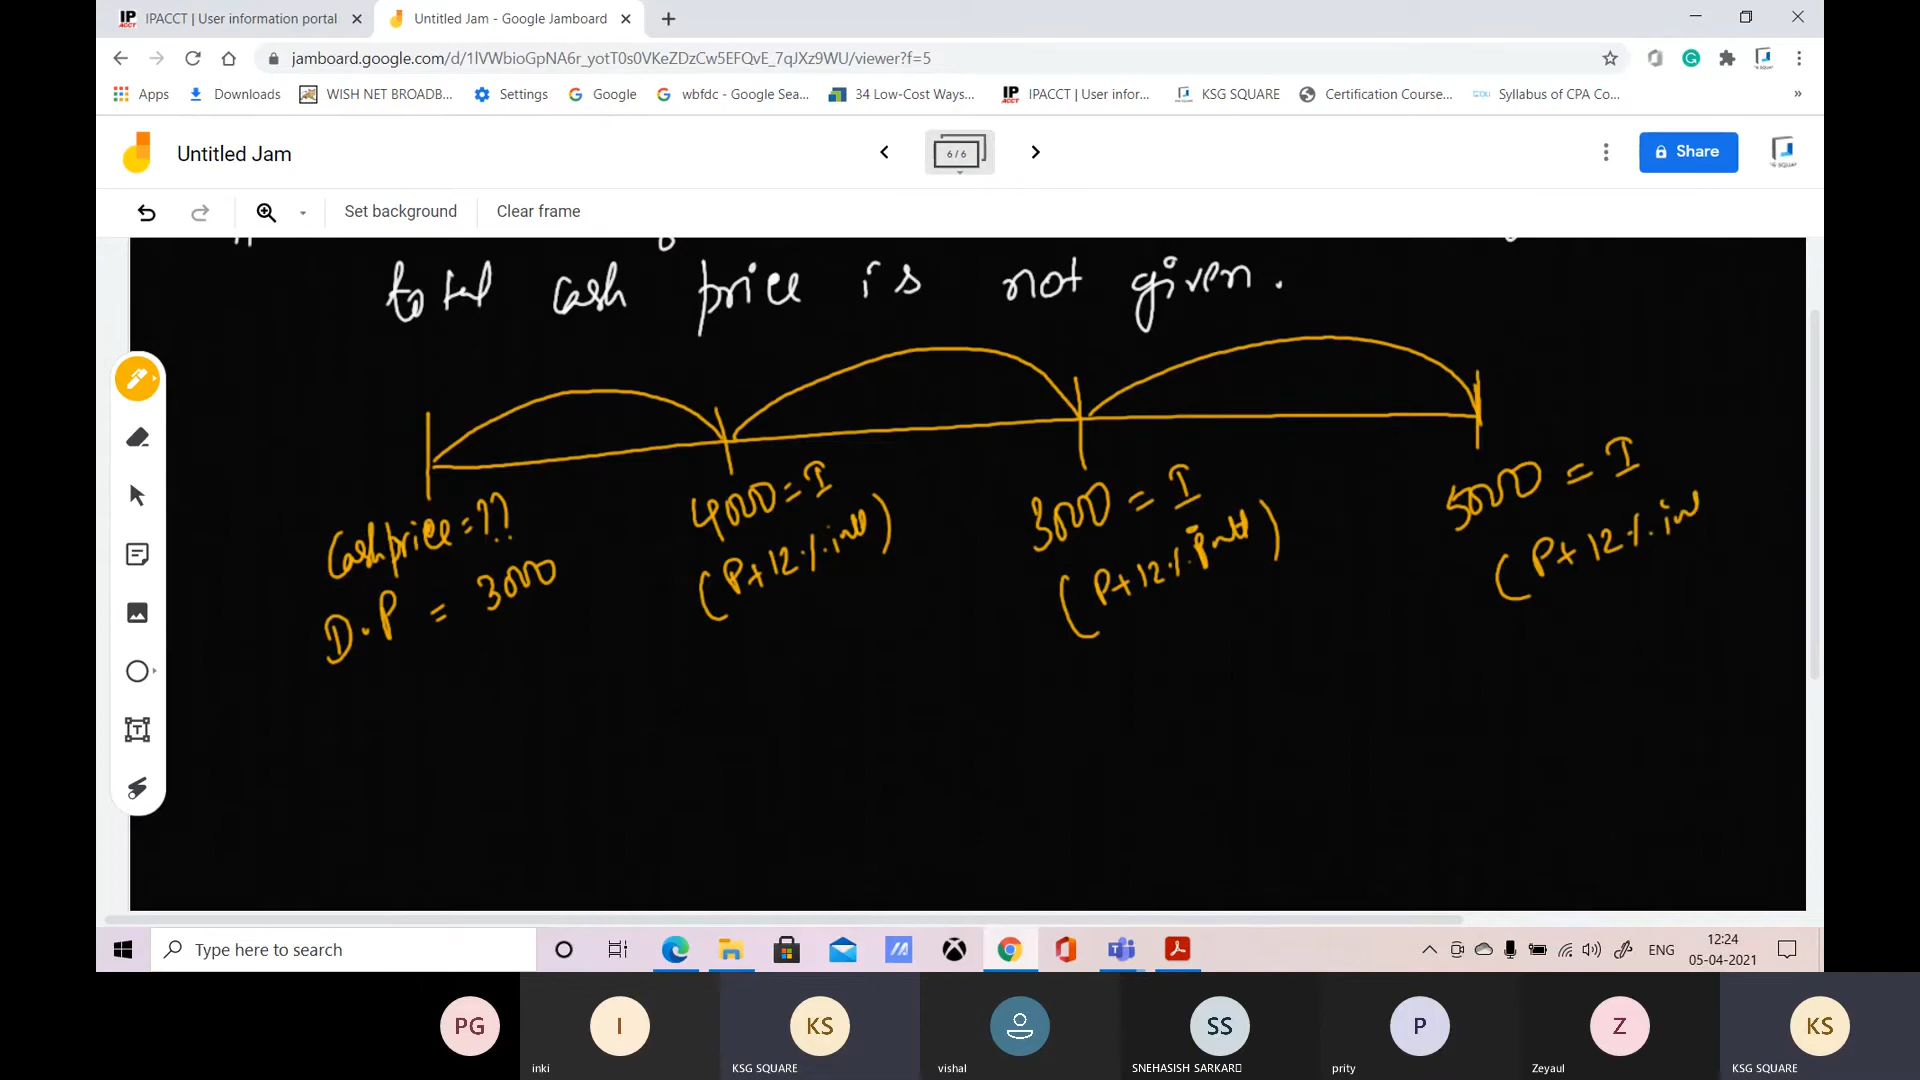 IPACCT | User information portal
Untitled Jam - Google Jamboard
jamboard.google.com/d/1lVWbioGpNA6r_yotT0s0VKeZDzCw5EFQvE_7qJXz9WU/viewer?f=5
Apps Downloads WISH NET BROADB... Settings Google wbfdc - Google Sea... 34 Low-Cost Ways... IPACCT | User infor... KSG SQUARE Certification Course... Syllabus of CPA Co... »
Untitled Jam
6 / 6
Share
Set background Clear frame
total cash price is not given.
Cash price = ??
D.P = 3000
4000 = I
(P+12%. int)
3000 = I
(P+12%. int)
5000 = I
(P+12%. in
Type here to search
ENG
12:24
05-04-2021
PG I KS SS P Z KS
inki KSG SQUARE vishal SNEHASISH SARKAR prity Zeyaul KSG SQUARE